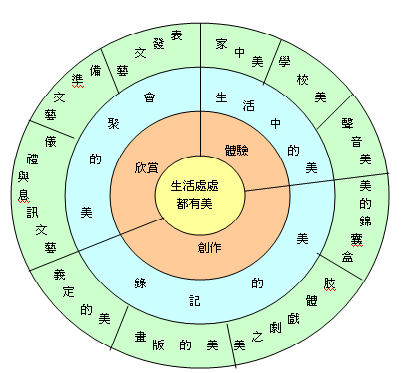 生活處處
都有美
體驗
創作
欣賞
生活中的美
美的記錄
美的聚會
家中美
學校美
聲音美
美的錦囊盒
肢體戲劇之美
美的版畫
美的定義
藝文訊息與禮儀
藝文準備
藝文發表